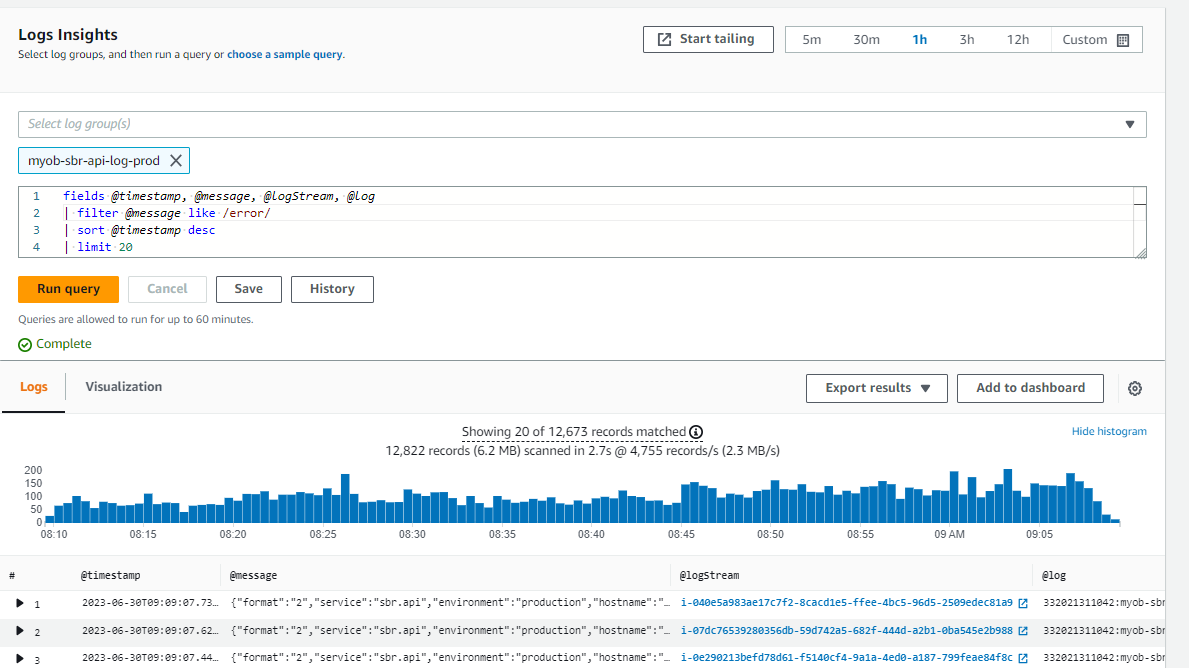 Logs Insights
Select log groups, and then run a query or choose a sample query.
Start tailing
5m 30m 1h 3h 12h Custom
Select log group(s)
myob-sbr-api-log-prod
1 fields @timestamp, @message, @logStream, @log
2 | filter @message like /error/
3 | sort @timestamp desc
4 | limit 20
Run query Cancel Save History
Queries are allowed to run for up to 60 minutes.
Complete
Logs Visualization Export results Add to dashboard
Showing 20 of 12,673 records matched
Hide histogram
12,822 records (6.2 MB) scanned in 2.7s @ 4,755 records/s (2.3 MB/s)
200
150
100
50
0
08:10 08:15 08:20 08:25 08:30 08:35 08:40 08:45 08:50 08:55 09 AM 09:05
# @timestamp @message @logStream @log
1 2023-06-30T09:09:07.73… {"format":"2","service":"sbr.api","environment":"production","hostname":"… i-040e5a983ae17c7f2-8cacd1e5-ffee-4bc5-96d5-2509edec81a9 332021311042:myob-sbr
2 2023-06-30T09:09:07.62… {"format":"2","service":"sbr.api","environment":"production","hostname":"… i-07dc76539280356db-59d742a5-682f-444d-a2b1-0ba545e2b988 332021311042:myob-sbr
3 2023-06-30T09:09:07.44… {"format":"2","service":"sbr.api","environment":"production","hostname":"… i-0e290213befd78d61-f5140cf4-9a1a-4ed0-a187-799feae84f8c 332021311042:myob-sbr